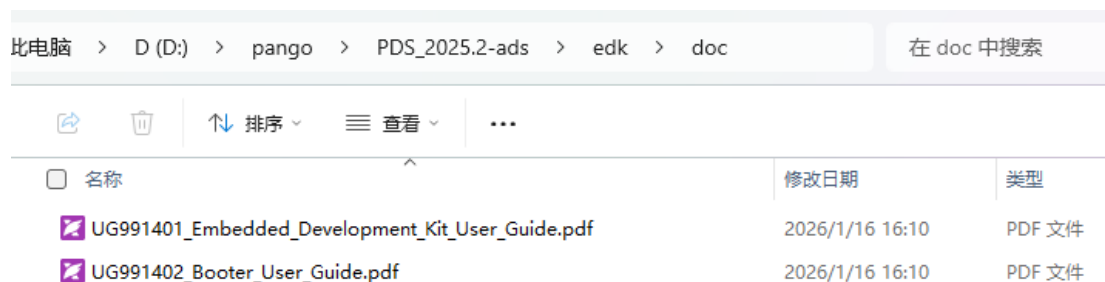 此电脑 > D (D:) > pango > PDS_2025.2-ads > edk > doc 在 doc 中搜索
排序 查看 ...
名称 修改日期 类型
UG991401_Embedded_Development_Kit_User_Guide.pdf 2026/1/16 16:10 PDF 文件
UG991402_Booter_User_Guide.pdf 2026/1/16 16:10 PDF 文件